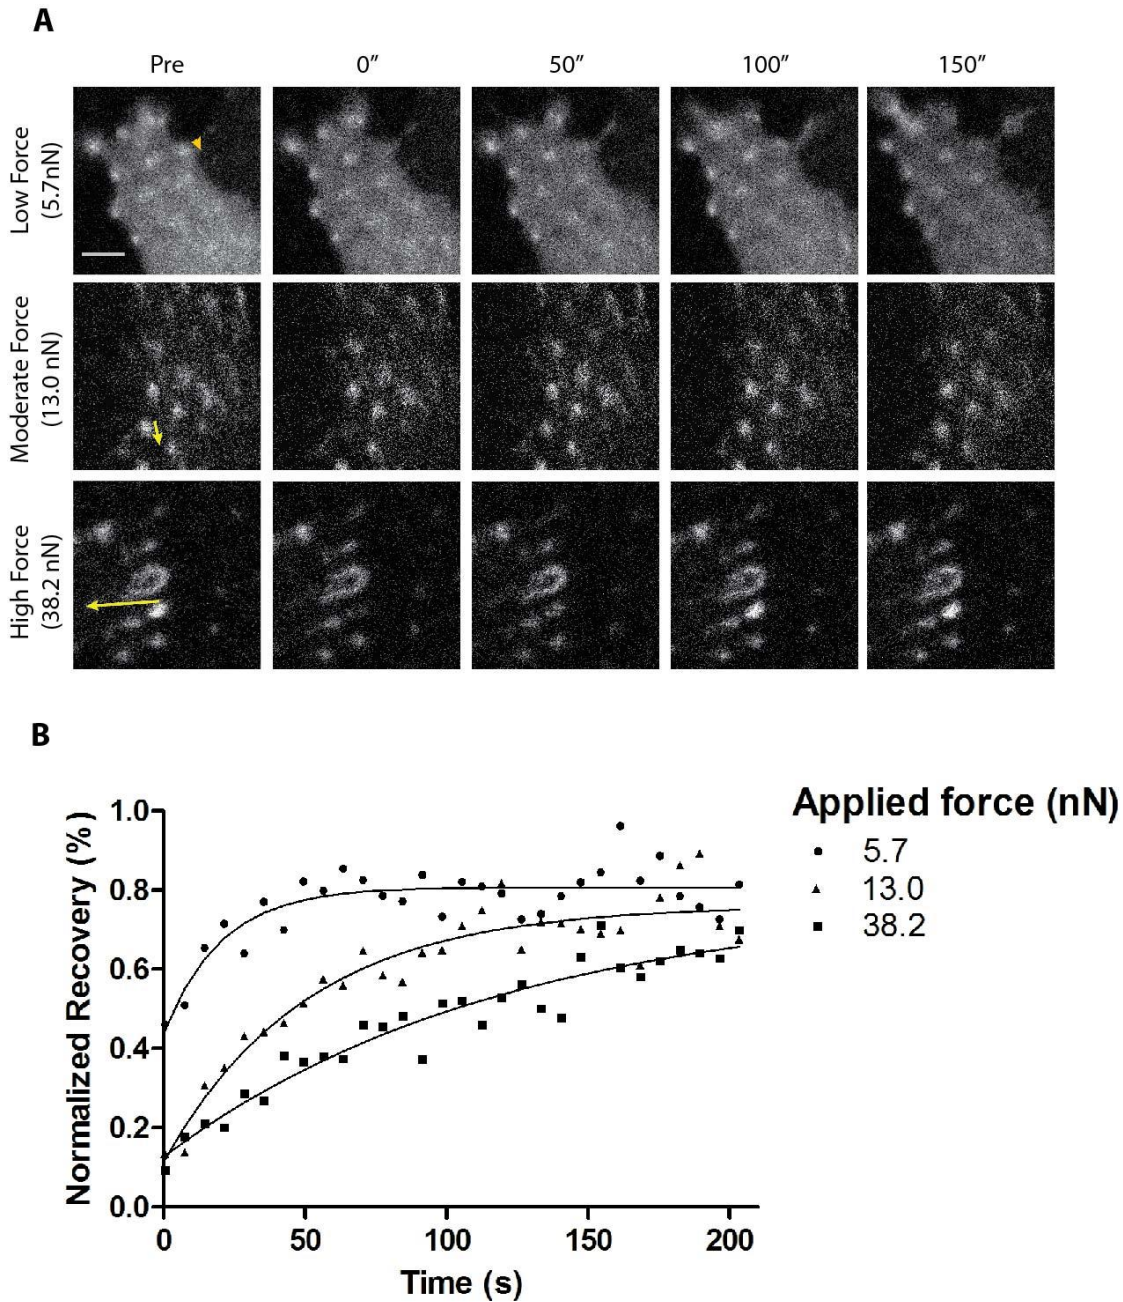 A
Pre 0" 50" 100" 150"
Low Force
(5.7nN)
Moderate Force
(13.0 nN)
High Force
(38.2 nN)
B
Normalized Recovery (%)
1.0
0.8
0.6
0.4
0.2
0.0
0 50 100 150 200
Time (s)
Applied force (nN)
5.7
13.0
38.2